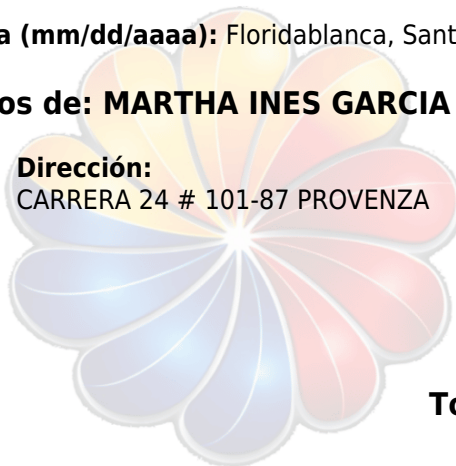 a (mm/dd/aaaa): Floridablanca, Sant
os de: MARTHA INES GARCIA
Dirección:
CARRERA 24 # 101-87 PROVENZA
To